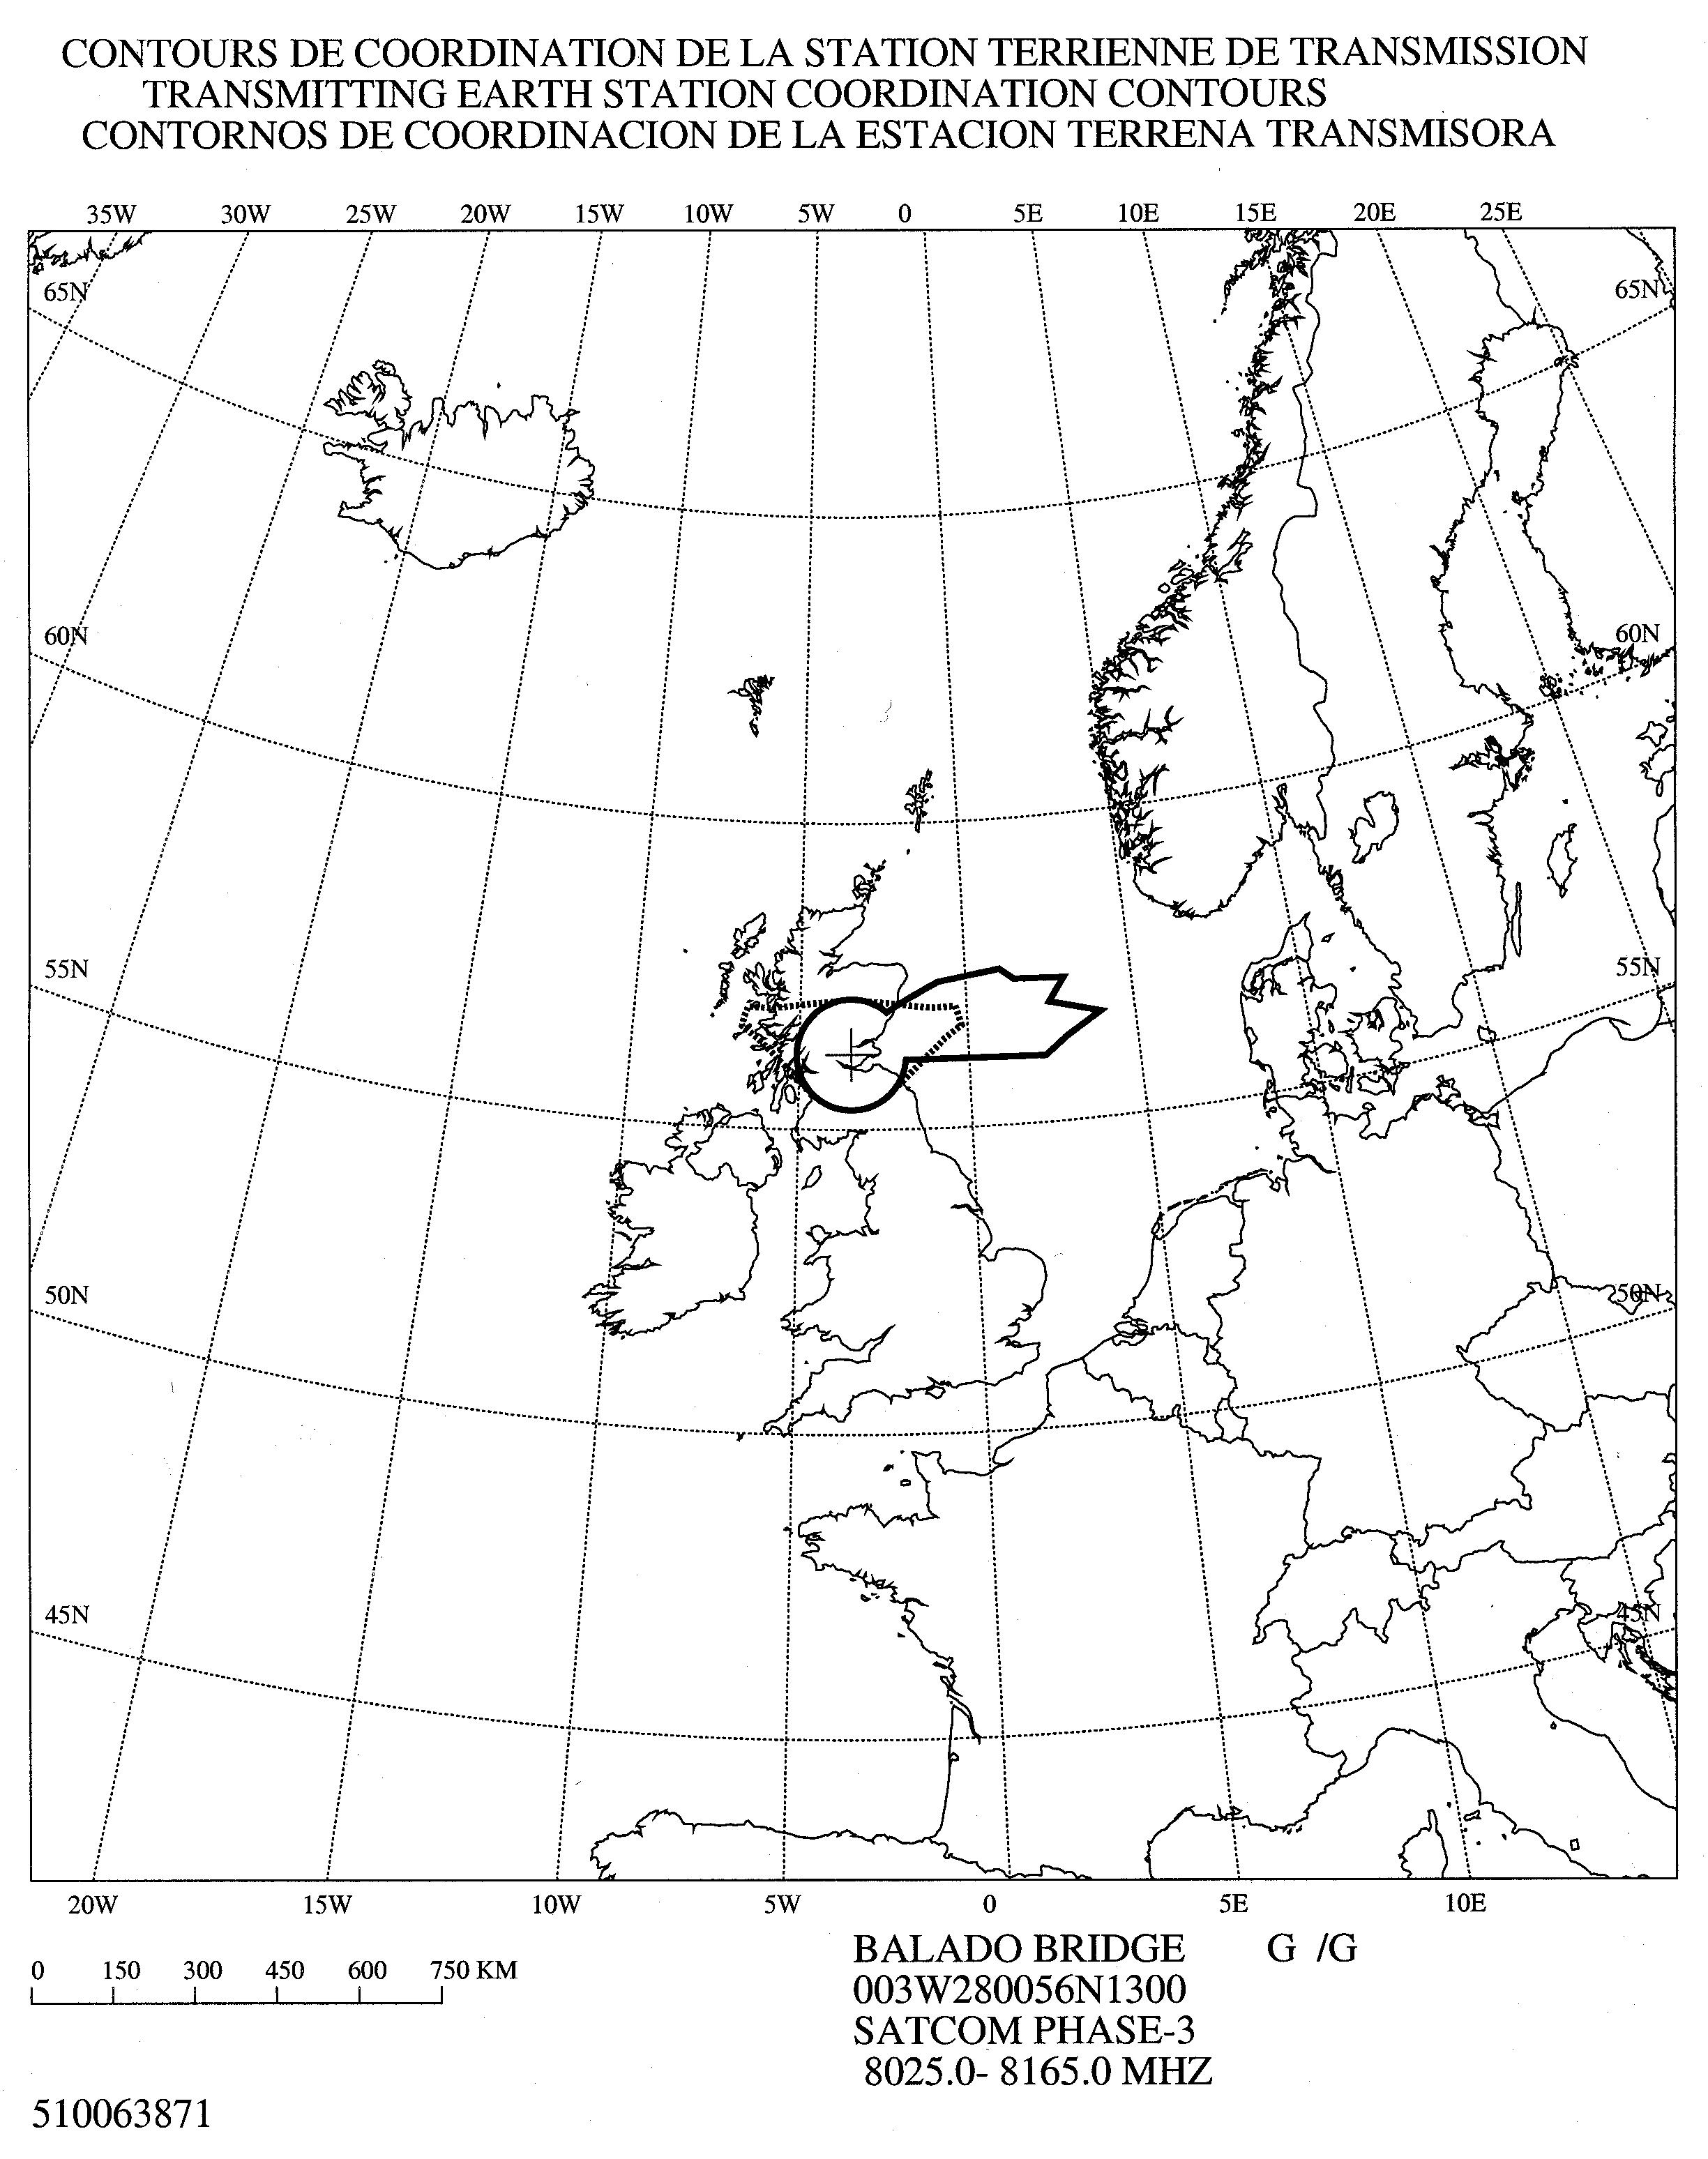 CONTOURS DE COORDINATION DE LA STATION TERRIENNE DE TRANSMISSION
TRANSMITTING EARTH STATION COORDINATION CONTOURS
CONTORNOS DE COORDINACION DE LA ESTACION TERRENA TRANSMISORA
35W 30W 25W 20W 15W 10W 5W 0 5E 10E 15E 20E 25E
65N 65N
60N 60N
55N 55N
50N 50N
45N 45N
20W 15W 10W 5W 0 5E 10E
0 150 300 450 600 750 KM
BALADO BRIDGE G /G
003W280056N1300
SATCOM PHASE-3
8025.0- 8165.0 MHZ
510063871